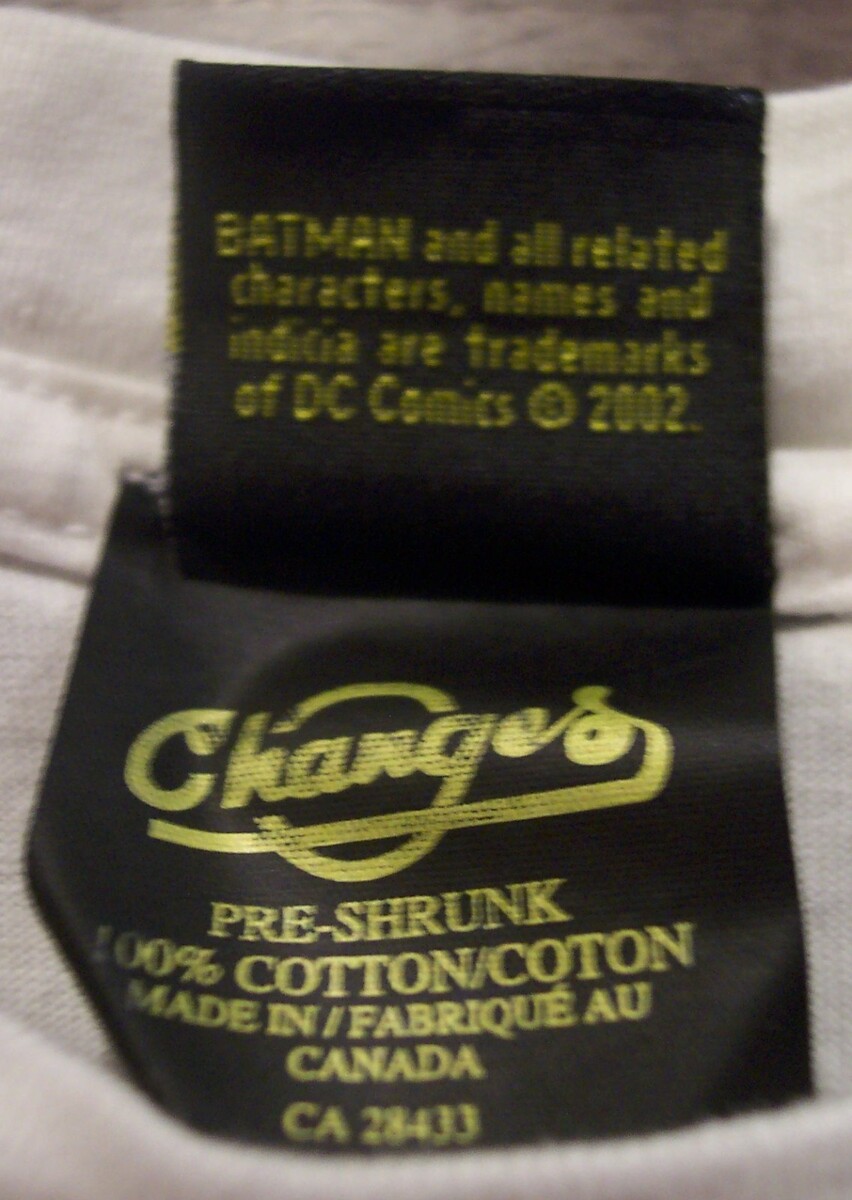 BATMAN and all related
characters, names and
indicia are trademarks
of DC Comics © 2002.
Changes
PRE-SHRUNK
100% COTTON/COTON
MADE IN / FABRIQUÉ AU
CANADA
CA 28433